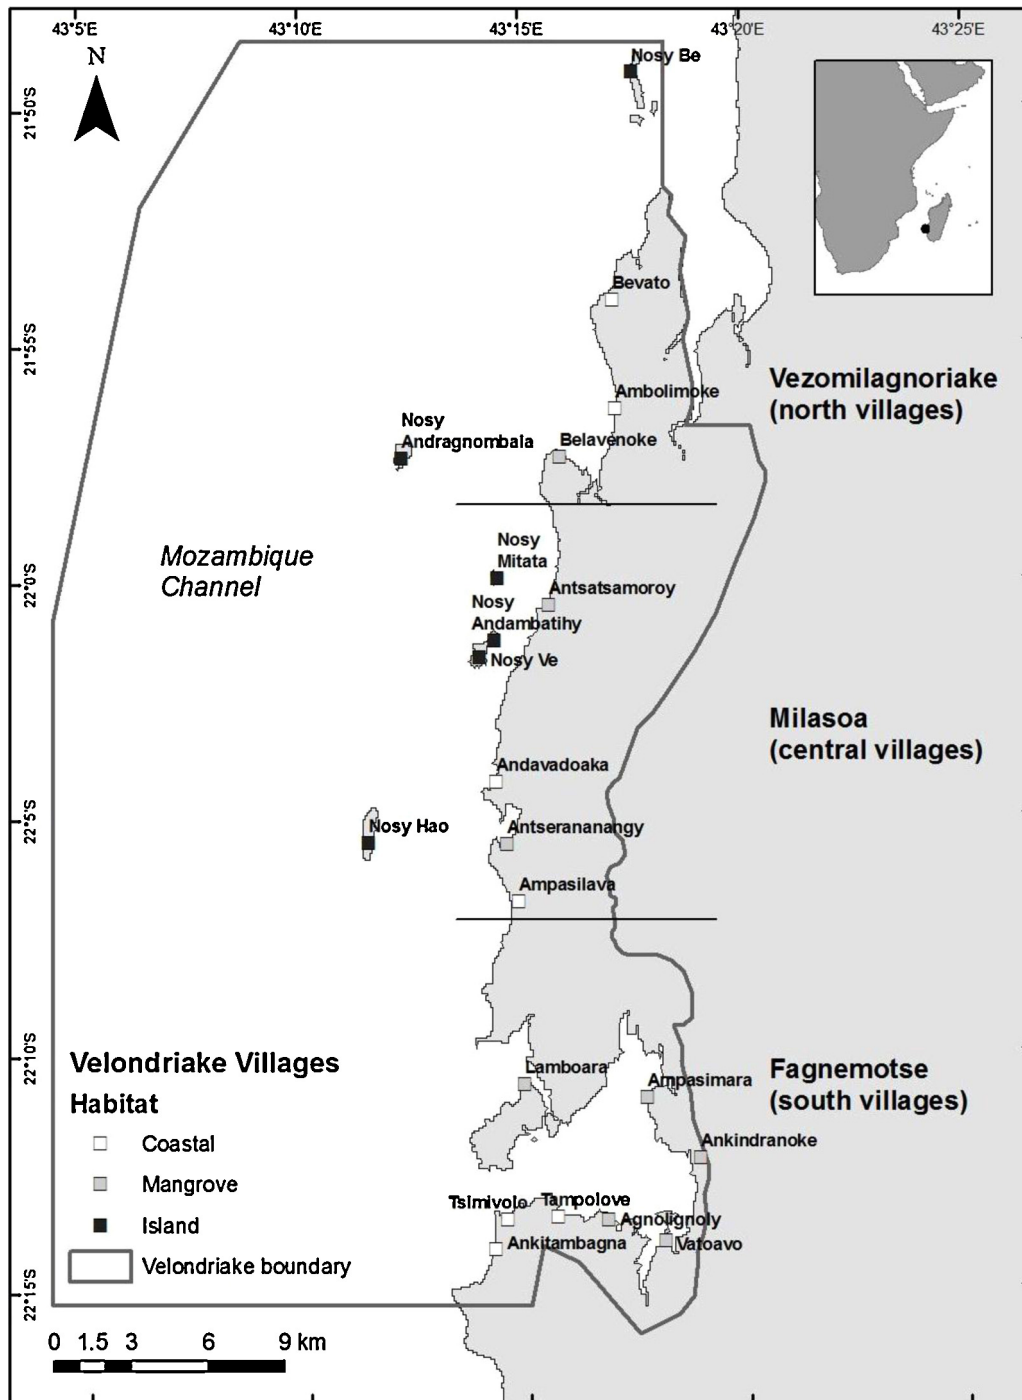 43°5'E
43°10'E
43°15'E
43°20'E
43°25'E
N
21°50'S
21°55'S
22°0'S
22°5'S
22°10'S
22°15'S
Nosy Be
Bevato
Ambolimoke
Nosy
Andragnombala
Belavenoke
Vezomilagnoriake
(north villages)
Mozambique
Channel
Nosy
Mitata
Antsatsamoroy
Nosy
Andambatihy
Nosy Ve
Milasoa
(central villages)
Andavadoaka
Nosy Hao
Antserananangy
Ampasilava
Lamboara
Ampasimara
Fagnemotse
(south villages)
Ankindranoke
Tsimivolo
Tampolove
Agnolignoly
Ankitambagna
Vatoavo
Velondriake Villages
Habitat
Coastal
Mangrove
Island
Velondriake boundary
0 1.5 3 6 9 km